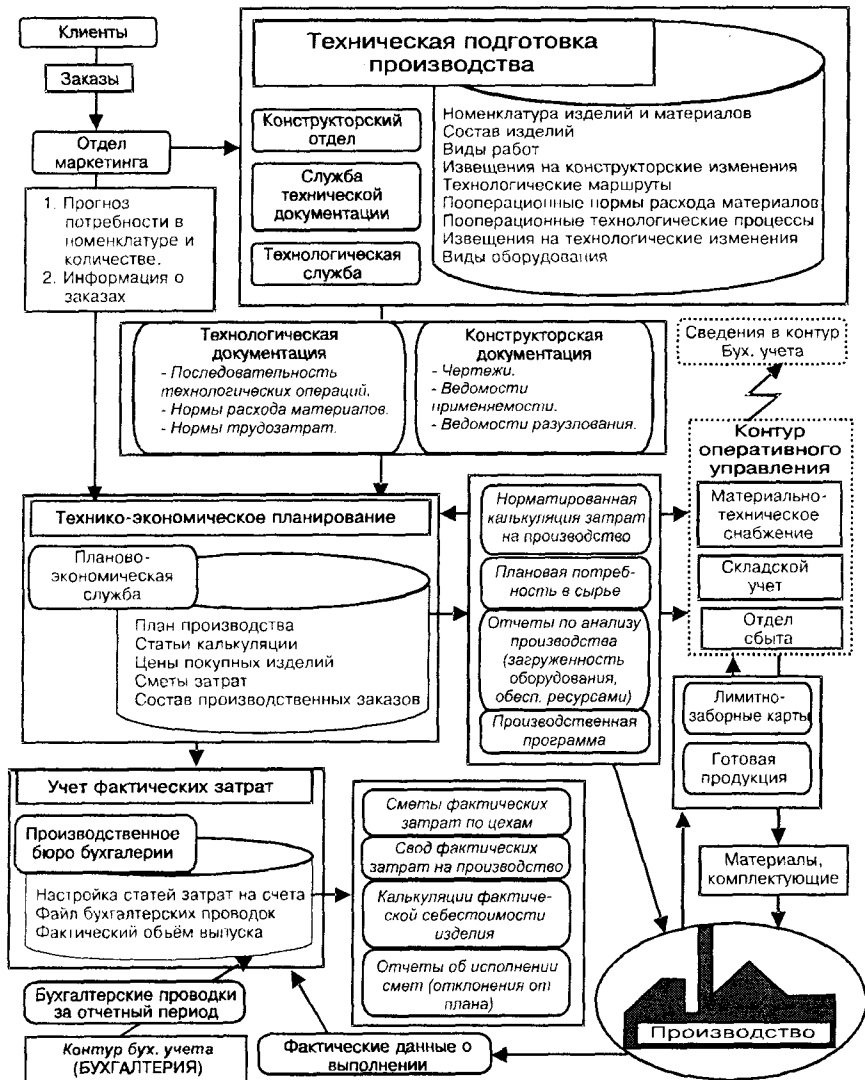 Клиенты
Заказы
Отдел
маркетинга
1. Прогноз
потребности в
номенклатуре и
количестве.
2. Информация о
заказах
Техническая подготовка
производства
Конструкторский
отдел
Служба
технической
документации
Технологическая
служба
Номенклатура изделий и материалов
Состав изделий
Виды работ
Извещения на конструкторские изменения
Технологические маршруты
Пооперационные нормы расхода материалов
Пооперационные технологические процессы
Извещения на технологические изменения
Виды оборудования
Технологическая
документация
- Последовательность
технологических операций.
- Нормы расхода материалов.
- Нормы трудозатрат.
Конструкторская
документация
- Чертежи.
- Ведомости
применяемости.
- Ведомости разузлования.
Сведения в контур
Бух. учета
Контур
оперативного
управления
Материально-
техническое
снабжение
Складской
учет
Отдел
сбыта
Технико-экономическое планирование
Планово-
экономическая
служба
План производства
Статьи калькуляции
Цены покупных изделий
Сметы затрат
Состав производственных заказов
Норматированная
калькуляция затрат
на производство
Плановая потреб-
ность в сырье
Отчеты по анализу
производства
(загруженность
оборудования,
обесп. ресурсами)
Производственная
программа
Лимитно-
заборные карты
Готовая
продукция
Учет фактических затрат
Производственное
бюро бухгалерии
Настройка статей затрат на счета
Файл бухгалтерских проводок
Фактический объём выпуска
Сметы фактических
затрат по цехам
Свод фактических
затрат на производство
Калькуляции фактиче-
ской себестоимости
изделия
Отчеты об исполнении
смет (отклонения от
плана)
Материалы,
комплектующие
Производство
Бухгалтерские проводки
за отчетный период
Контур бух. учета
(БУХГАЛТЕРИЯ)
Фактические данные о
выполнении